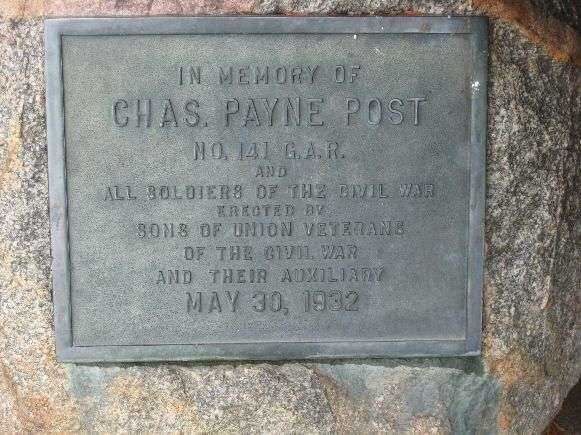 IN MEMORY OF
CHAS. PAYNE POST
NO. 141 G.A.R.
AND
ALL SOLDIERS OF THE CIVIL WAR
ERECTED BY
SONS OF UNION VETERANS
OF THE CIVIL WAR
AND THEIR AUXILIARY
MAY 30, 1932